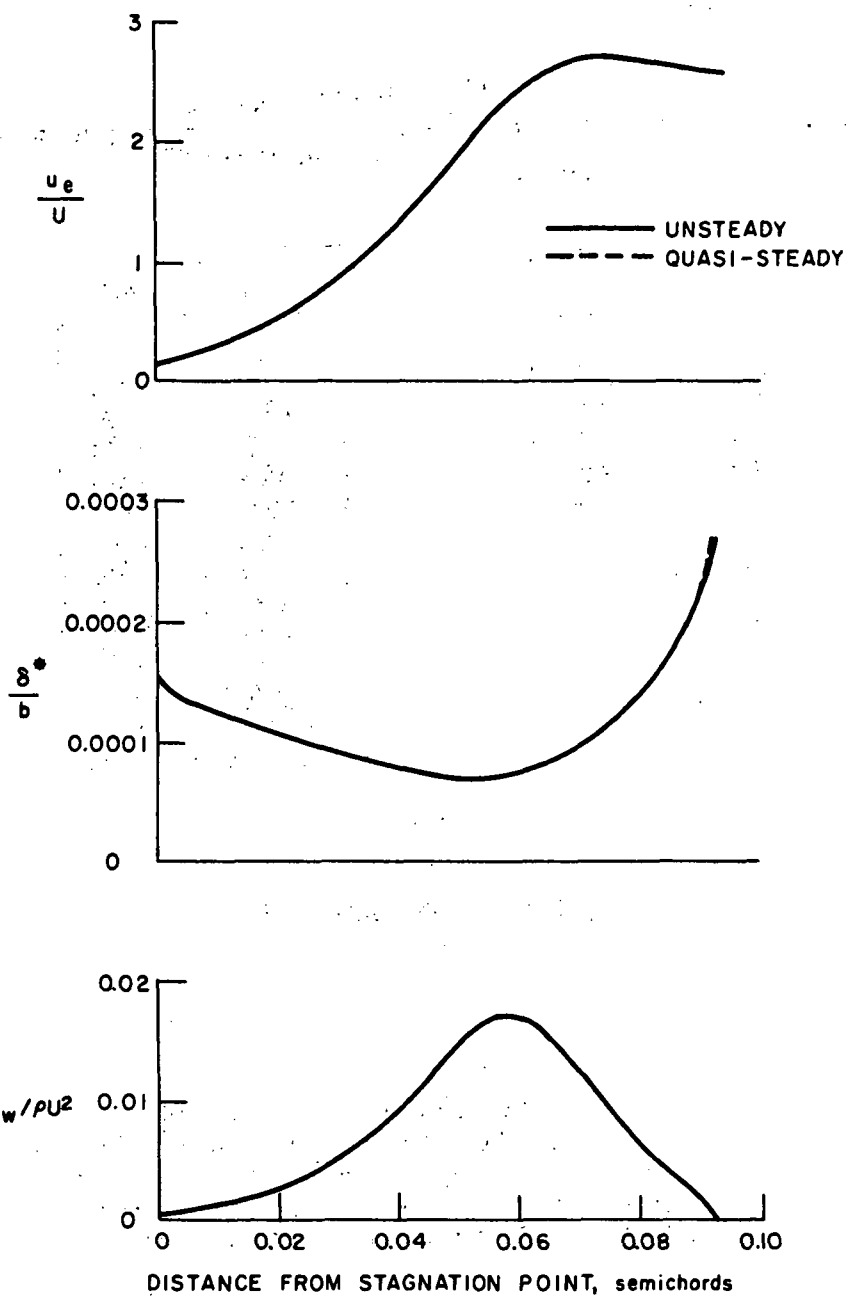 3
2
u e
U
1
0
UNSTEADY
QUASI-STEADY
0.0003
0.0002
δ*
b
0.0001
0
0.02
w/ρU²
0.01
0
0 0.02 0.04 0.06 0.08 0.10
DISTANCE FROM STAGNATION POINT, semichords